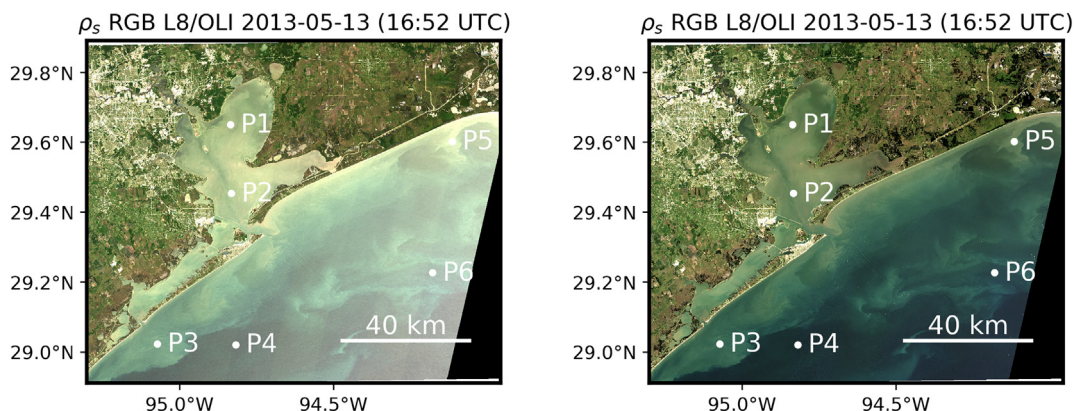 ρs RGB L8/OLI 2013-05-13 (16:52 UTC)
29.8°N
29.6°N
29.4°N
29.2°N
29.0°N
P1
P5
P2
P6
40 km
P3
P4
95.0°W
94.5°W
ρs RGB L8/OLI 2013-05-13 (16:52 UTC)
29.8°N
29.6°N
29.4°N
29.2°N
29.0°N
P1
P5
P2
P6
40 km
P3
P4
95.0°W
94.5°W